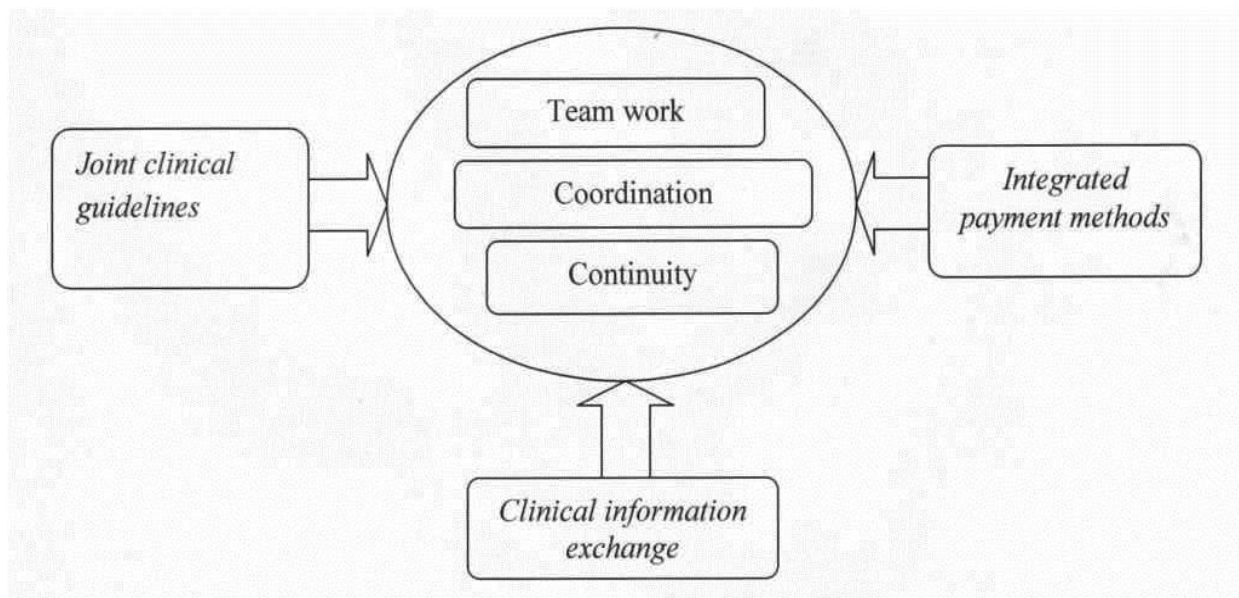 Team work
Joint clinical
guidelines
Coordination
Integrated
payment methods
Continuity
Clinical information
exchange